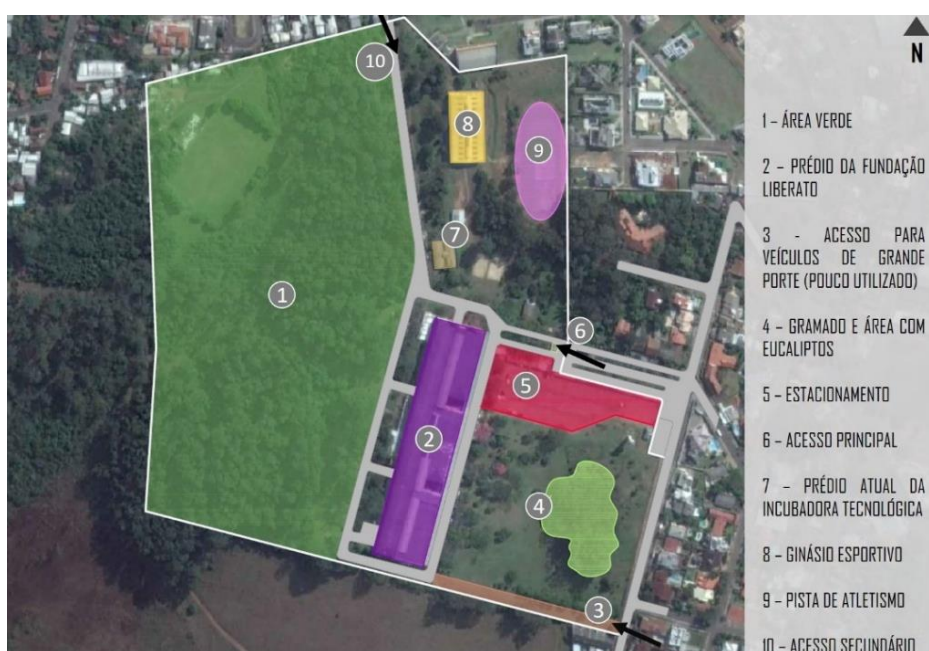 N
1 – ÁREA VERDE
2 – PRÉDIO DA FUNDAÇÃO
LIBERATO
3 - ACESSO PARA
VEÍCULOS DE GRANDE
PORTE (POUCO UTILIZADO)
4 – GRAMADO E ÁREA COM
EUCALIPTOS
5 – ESTACIONAMENTO
6 – ACESSO PRINCIPAL
7 – PRÉDIO ATUAL DA
INCUBADORA TECNOLÓGICA
8 – GINÁSIO ESPORTIVO
9 – PISTA DE ATLETISMO
10 – ACESSO SECUNDÁRIO
10
8
9
7
1
6
5
2
4
3